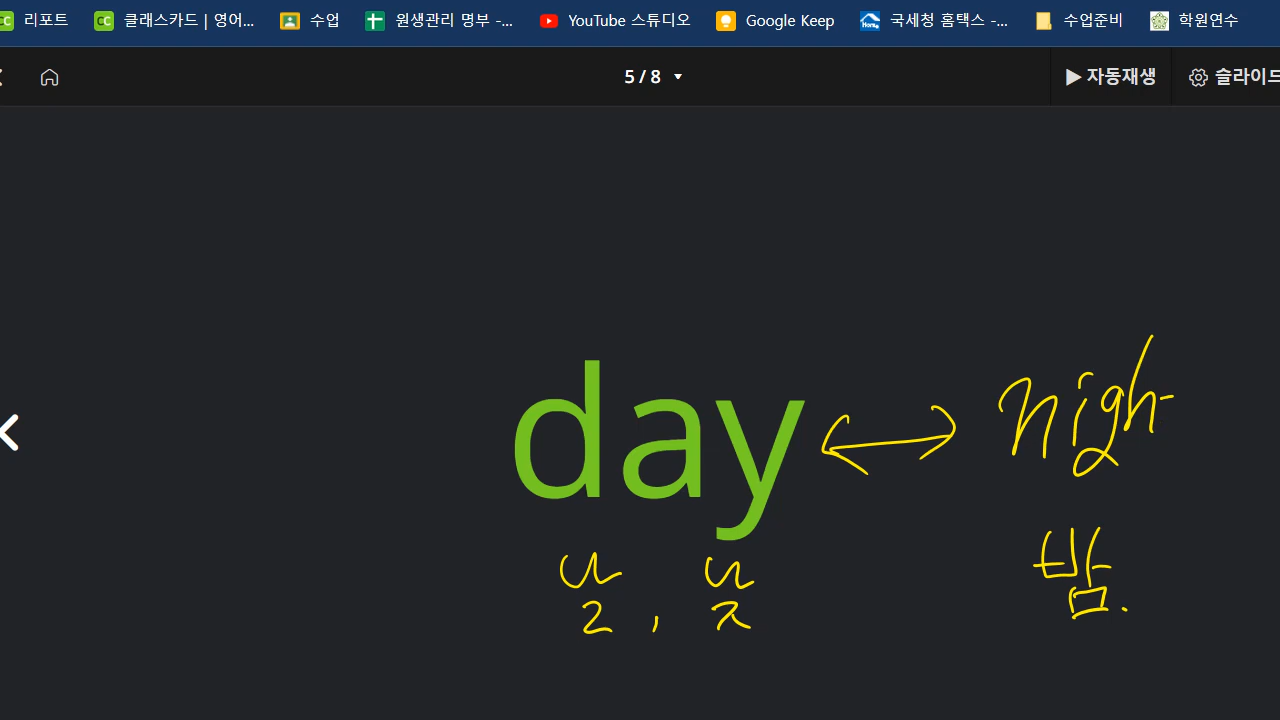 리포트 클래스카드 | 영어... 수업 원생관리 명부 -... YouTube 스튜디오 Google Keep 국세청 홈택스 -... 수업준비 학원연수
5 / 8 ▶ 자동재생 슬라이드
day ↔ nigh
날, 낮 밤.